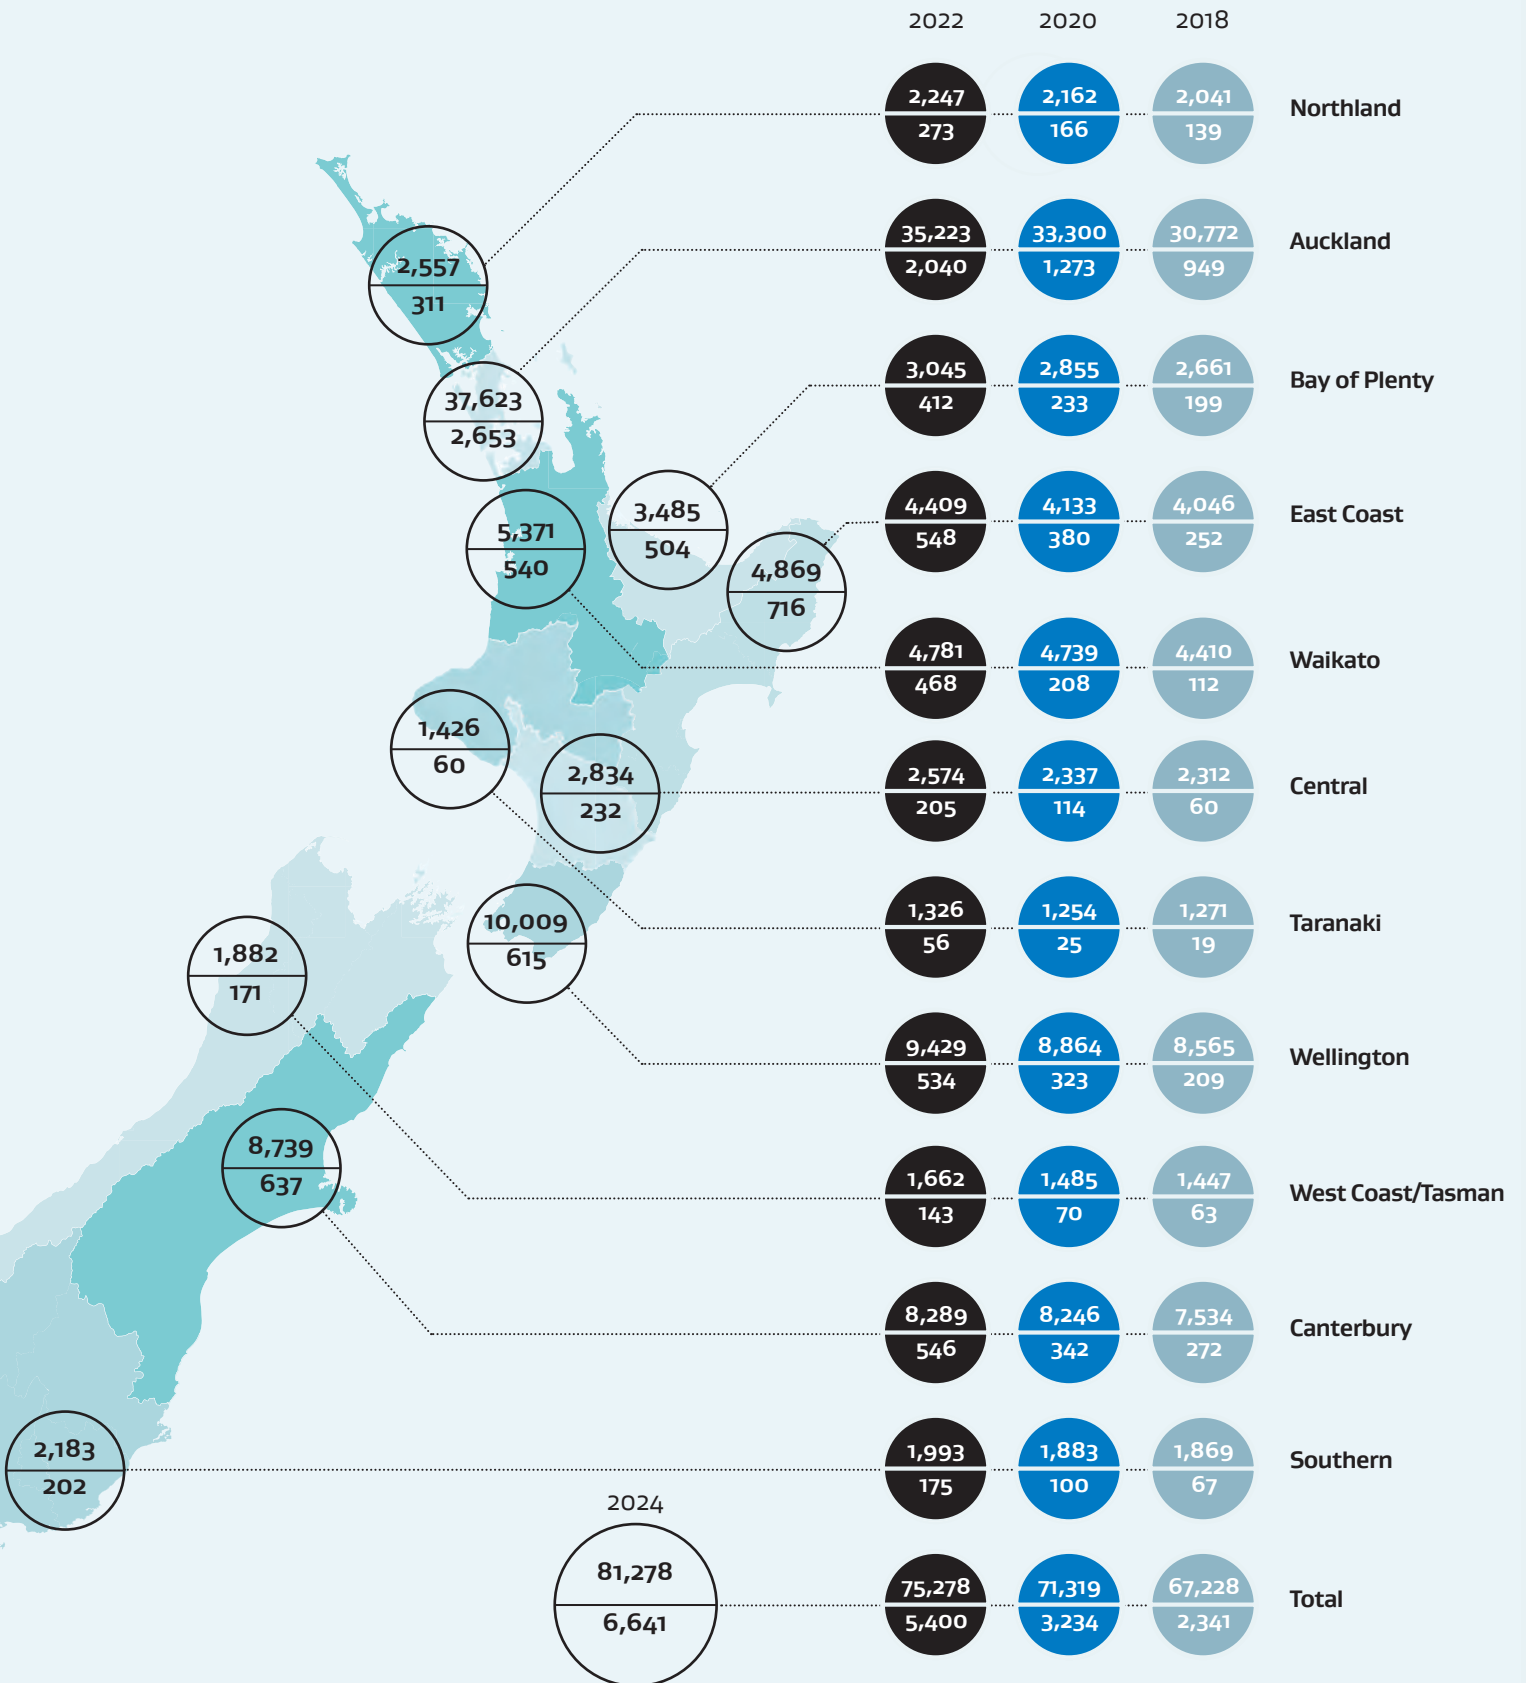 2022 2020 2018
2,247 2,162 2,041 Northland
273 166 139
2,557
311
35,223 33,300 30,772 Auckland
2,040 1,273 949
37,623
2,653
3,045 2,855 2,661 Bay of Plenty
412 233 199
3,485
504
4,409 4,133 4,046 East Coast
548 380 252
4,869
716
5,371
540
4,781 4,739 4,410 Waikato
468 208 112
2,574 2,337 2,312 Central
205 114 60
2,834
232
1,426
60
1,326 1,254 1,271 Taranaki
56 25 19
10,009
615
9,429 8,864 8,565 Wellington
534 323 209
1,882
171
1,662 1,485 1,447 West Coast/Tasman
143 70 63
8,739
637
8,289 8,246 7,534 Canterbury
546 342 272
2,183
202
1,993 1,883 1,869 Southern
175 100 67
2024
81,278
6,641
75,278 71,319 67,228 Total
5,400 3,234 2,341